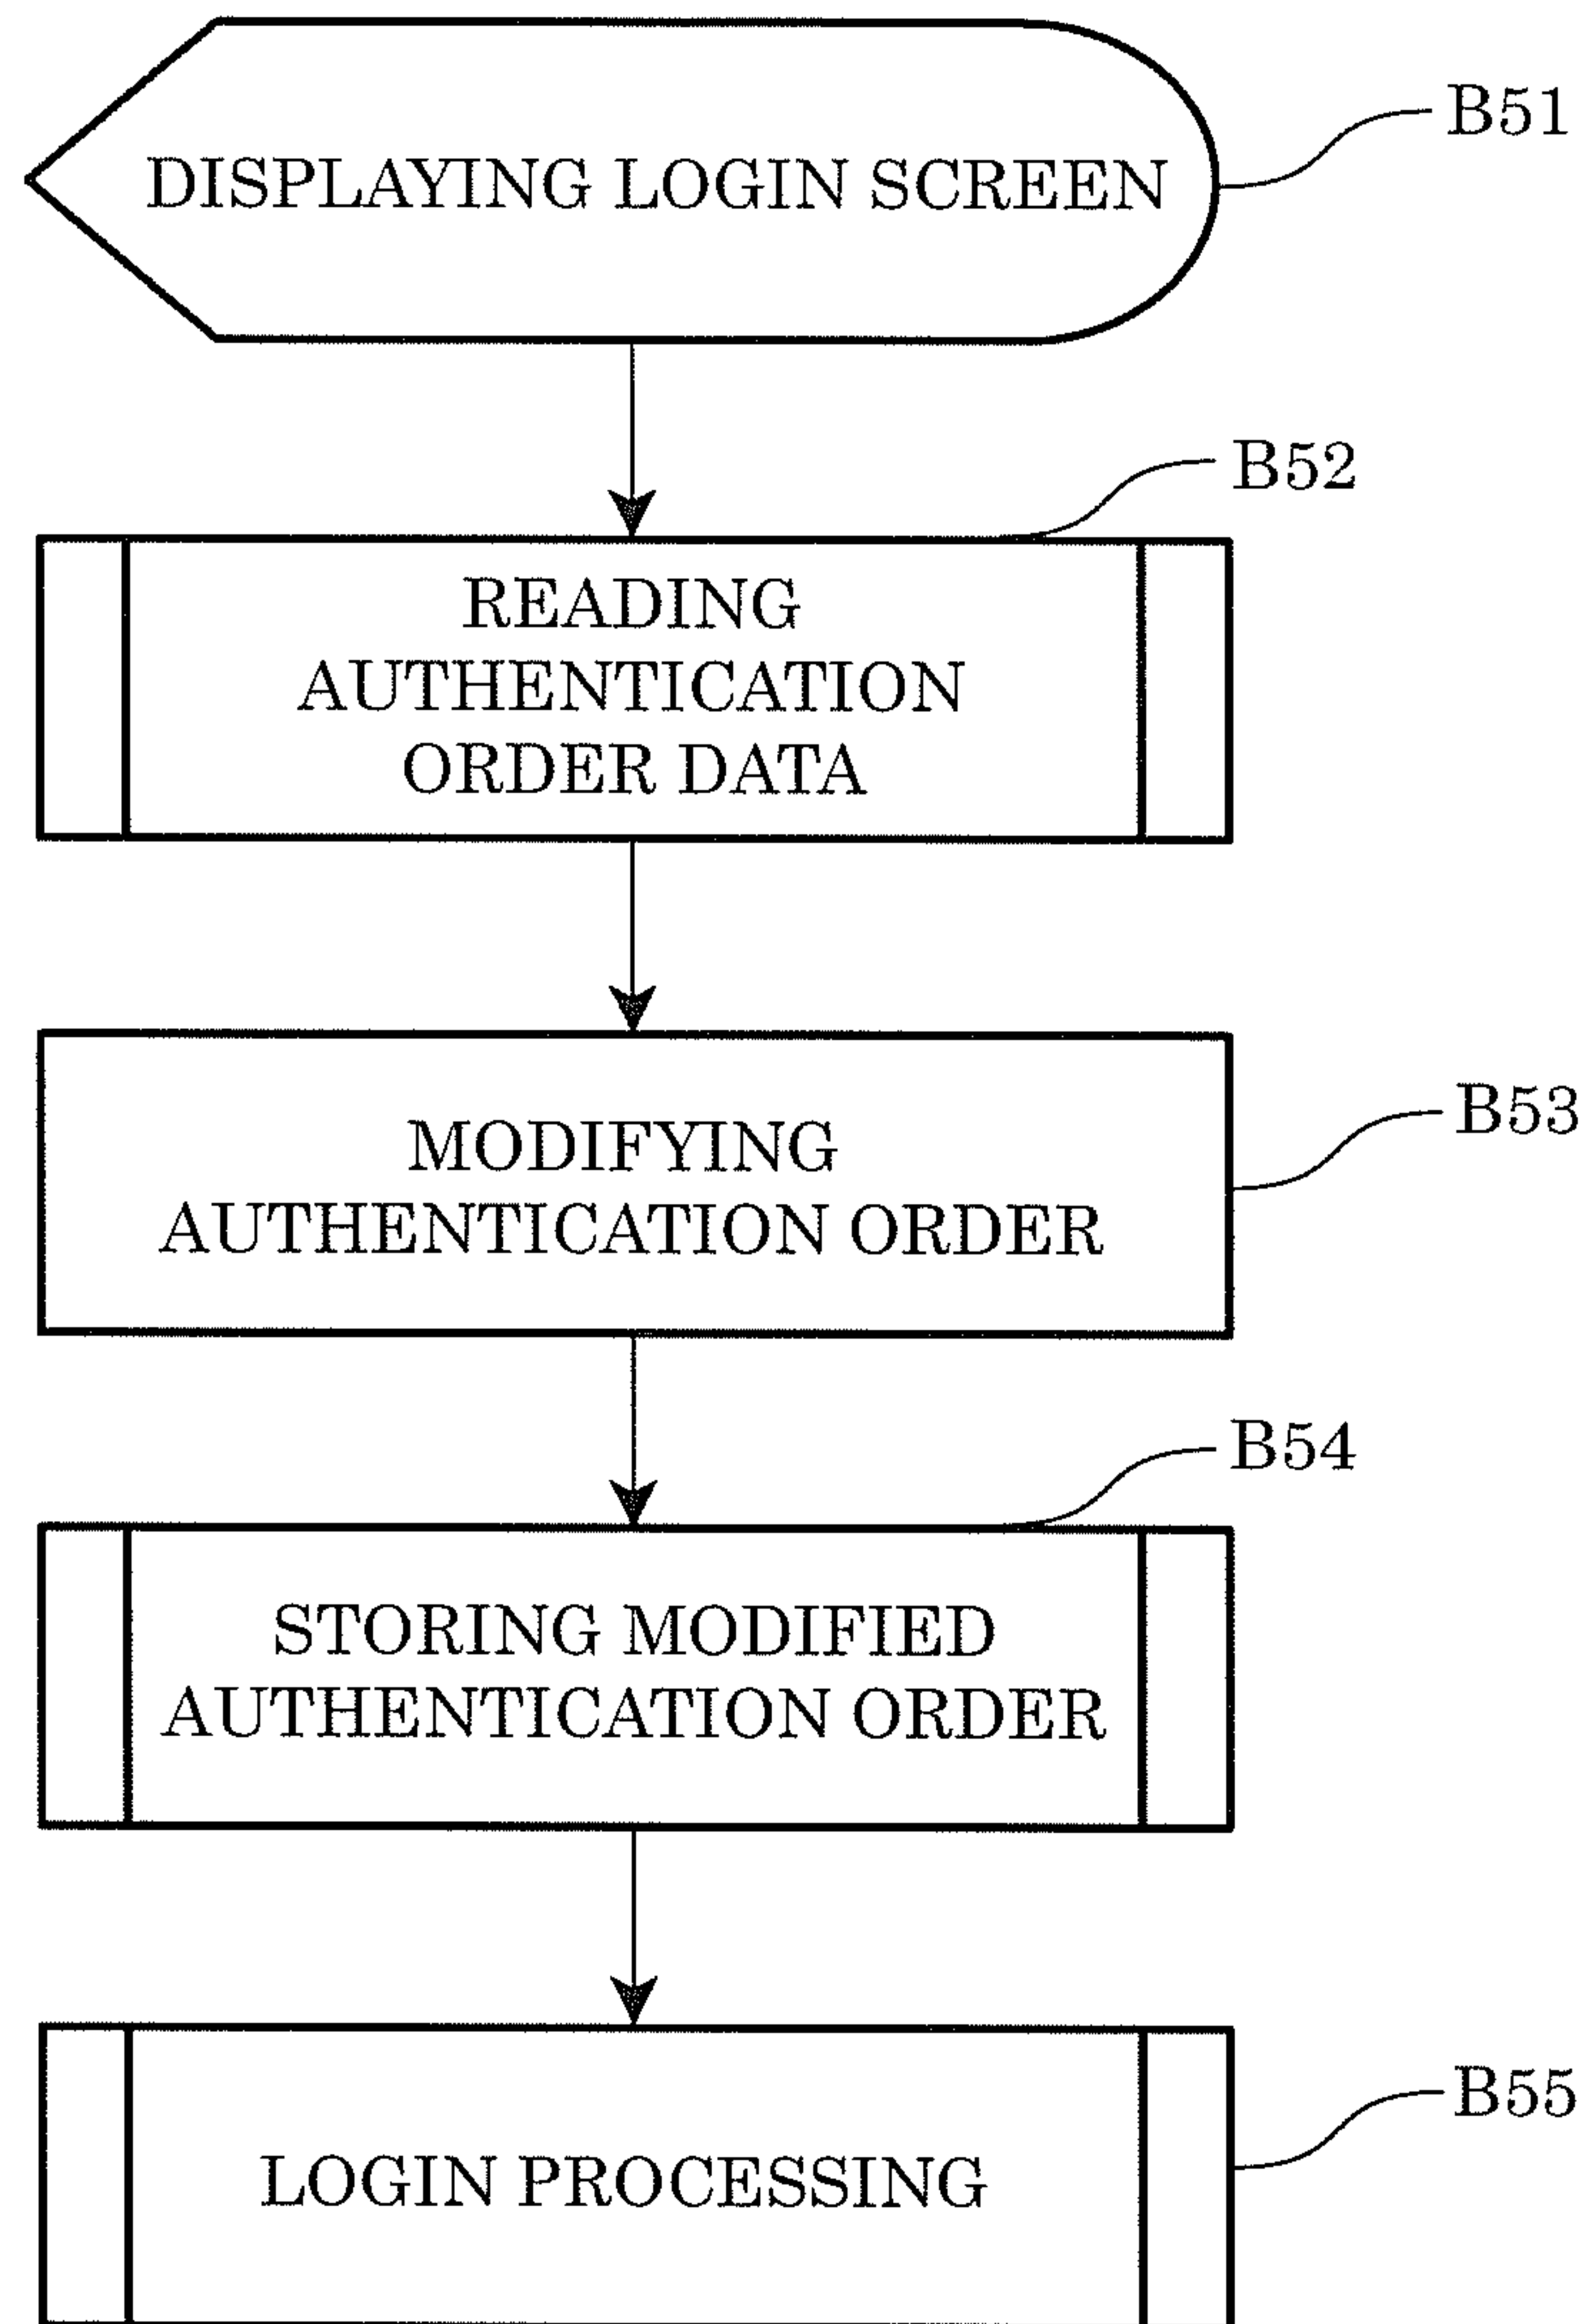 B51
DISPLAYING LOGIN SCREEN
B52
READING
AUTHENTICATION
ORDER DATA
B53
MODIFYING
AUTHENTICATION ORDER
B54
STORING MODIFIED
AUTHENTICATION ORDER
B55
LOGIN PROCESSING